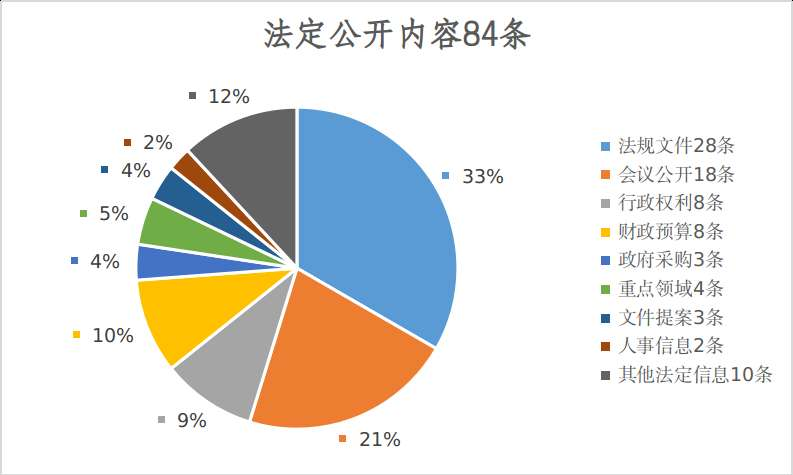 法定公开内容84条
33%
21%
9%
10%
4%
5%
4%
2%
12%
法规文件28条
会议公开18条
行政权利8条
财政预算8条
政府采购3条
重点领域4条
文件提案3条
人事信息2条
其他法定信息10条